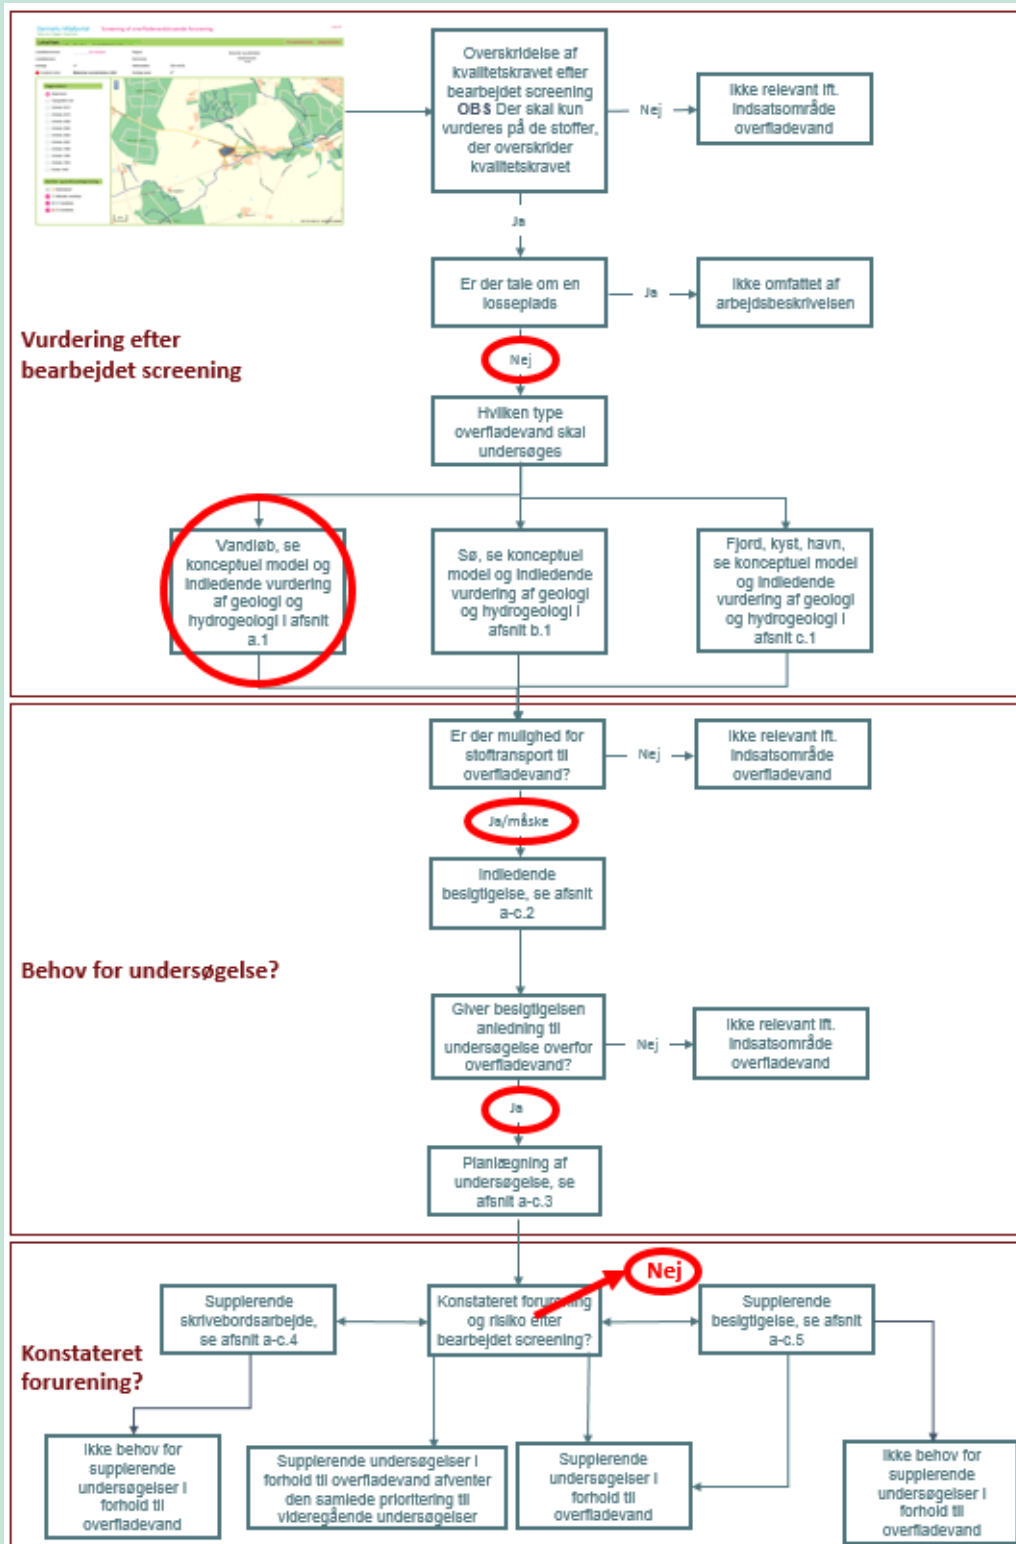 Danmarks Miljøportal
Screening af overfladevandstruende forurening
Overskridelse af
kvalitetskravet efter
bearbejdet screening
OBS Der skal kun
vurderes på de stoffer,
der overskrider
kvalitetskravet
Nej
Ikke relevant ift.
Indsatsområde
overfladevand
Ja
Er der tale om en
losseplads
Ja
Ikke omfattet af
arbejdsbeskrivelsen
Vurdering efter
bearbejdet screening
Nej
Hvilken type
overfladevand skal
undersøges
Vandløb, se
konceptuel model og
indledende vurdering
af geologi og
hydrogeologi i afsnit
a.1
Sø, se konceptuel
model og indledende
vurdering af geologi
og hydrogeologi i
afsnit b.1
Fjord, kyst, havn,
se konceptuel model
og indledende
vurdering af geologi
og hydrogeologi i
afsnit c.1
Er der mulighed for
stoftransport til
overfladevand?
Nej
Ikke relevant ift.
Indsatsområde
overfladevand
Ja/måske
Indledende
besigtigelse, se afsnit
a-c.2
Behov for undersøgelse?
Giver besigtigelsen
anledning til
undersøgelse overfor
overfladevand?
Nej
Ikke relevant ift.
Indsatsområde
overfladevand
Ja
Planlægning af
undersøgelse, se
afsnit a-c.3
Nej
Supplerende
skrivebordsarbejde,
se afsnit a-c.4
Konstateret forurening
og risiko efter
bearbejdet screening?
Supplerende
besigtigelse, se afsnit
a-c.5
Konstateret
forurening?
Ikke behov for
supplerende
undersøgelser i
forhold til
overfladevand
Supplerende undersøgelser i
forhold til overfladevand afventer
den samlede prioritering til
videregående undersøgelser
Supplerende
undersøgelser i
forhold til
overfladevand
Ikke behov for
supplerende
undersøgelser i
forhold til
overfladevand